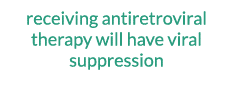 receiving antiretroviral
therapy will have viral
suppression